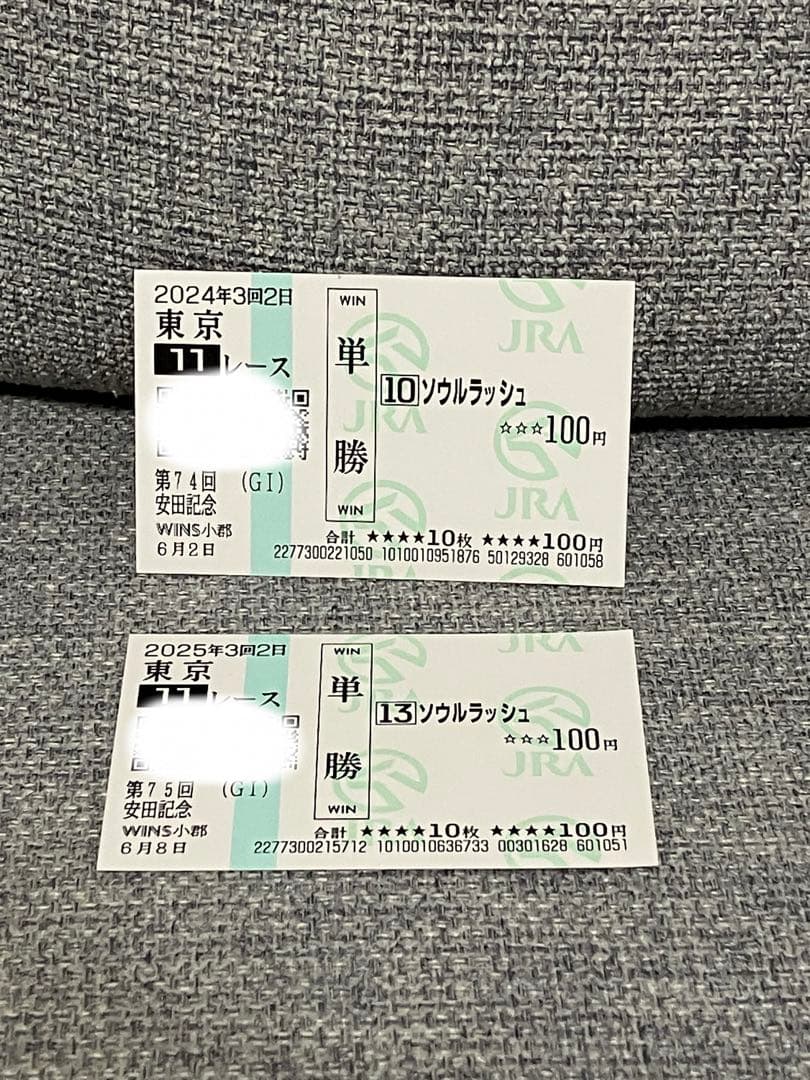 2024年3回2日
東京
11レース
第74回 (GI)
安田記念
WINS小郡
6月2日
WIN
単勝
WIN
10 ソウルラッシュ
☆☆☆100円
合計 ★★★★10枚 ★★★★100円
2277300221050 1010010951876 50129328 601058
JRA
JRA
JRA
2025年3回2日
東京
11レース
第75回 (GI)
安田記念
WINS小郡
6月8日
WIN
単勝
WIN
13 ソウルラッシュ
☆☆☆100円
合計 ★★★★10枚 ★★★★100円
2277300215712 1010010636733 00301628 601051
JRA
JRA